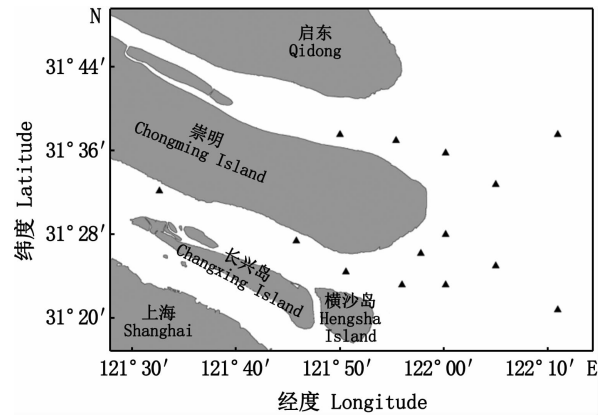 N
启东
Qidong
31°44′
崇明
Chongming Island
31°36′
纬度 Latitude
31°28′
长兴岛
Changxing Island
横沙岛
Hengsha
Island
上海
Shanghai
31°20′
121°30′ 121°40′ 121°50′ 122°00′ 122°10′ E
经度 Longitude